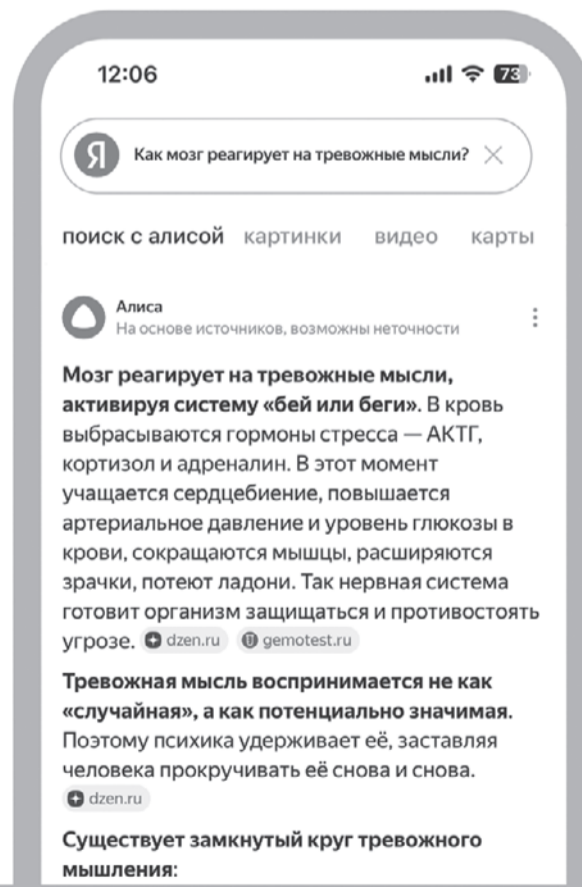 12:06
73
Я Как мозг реагирует на тревожные мысли?
поиск с алисой картинки видео карты
Алиса
На основе источников, возможны неточности
Мозг реагирует на тревожные мысли,
активируя систему «бей или беги». В кровь
выбрасываются гормоны стресса — АКТГ,
кортизол и адреналин. В этот момент
учащается сердцебиение, повышается
артериальное давление и уровень глюкозы в
крови, сокращаются мышцы, расширяются
зрачки, потеют ладони. Так нервная система
готовит организм защищаться и противостоять
угрозе. dzen.ru gemotest.ru
Тревожная мысль воспринимается не как
«случайная», а как потенциально значимая.
Поэтому психика удерживает её, заставляя
человека прокручивать её снова и снова.
dzen.ru
Существует замкнутый круг тревожного
мышления: